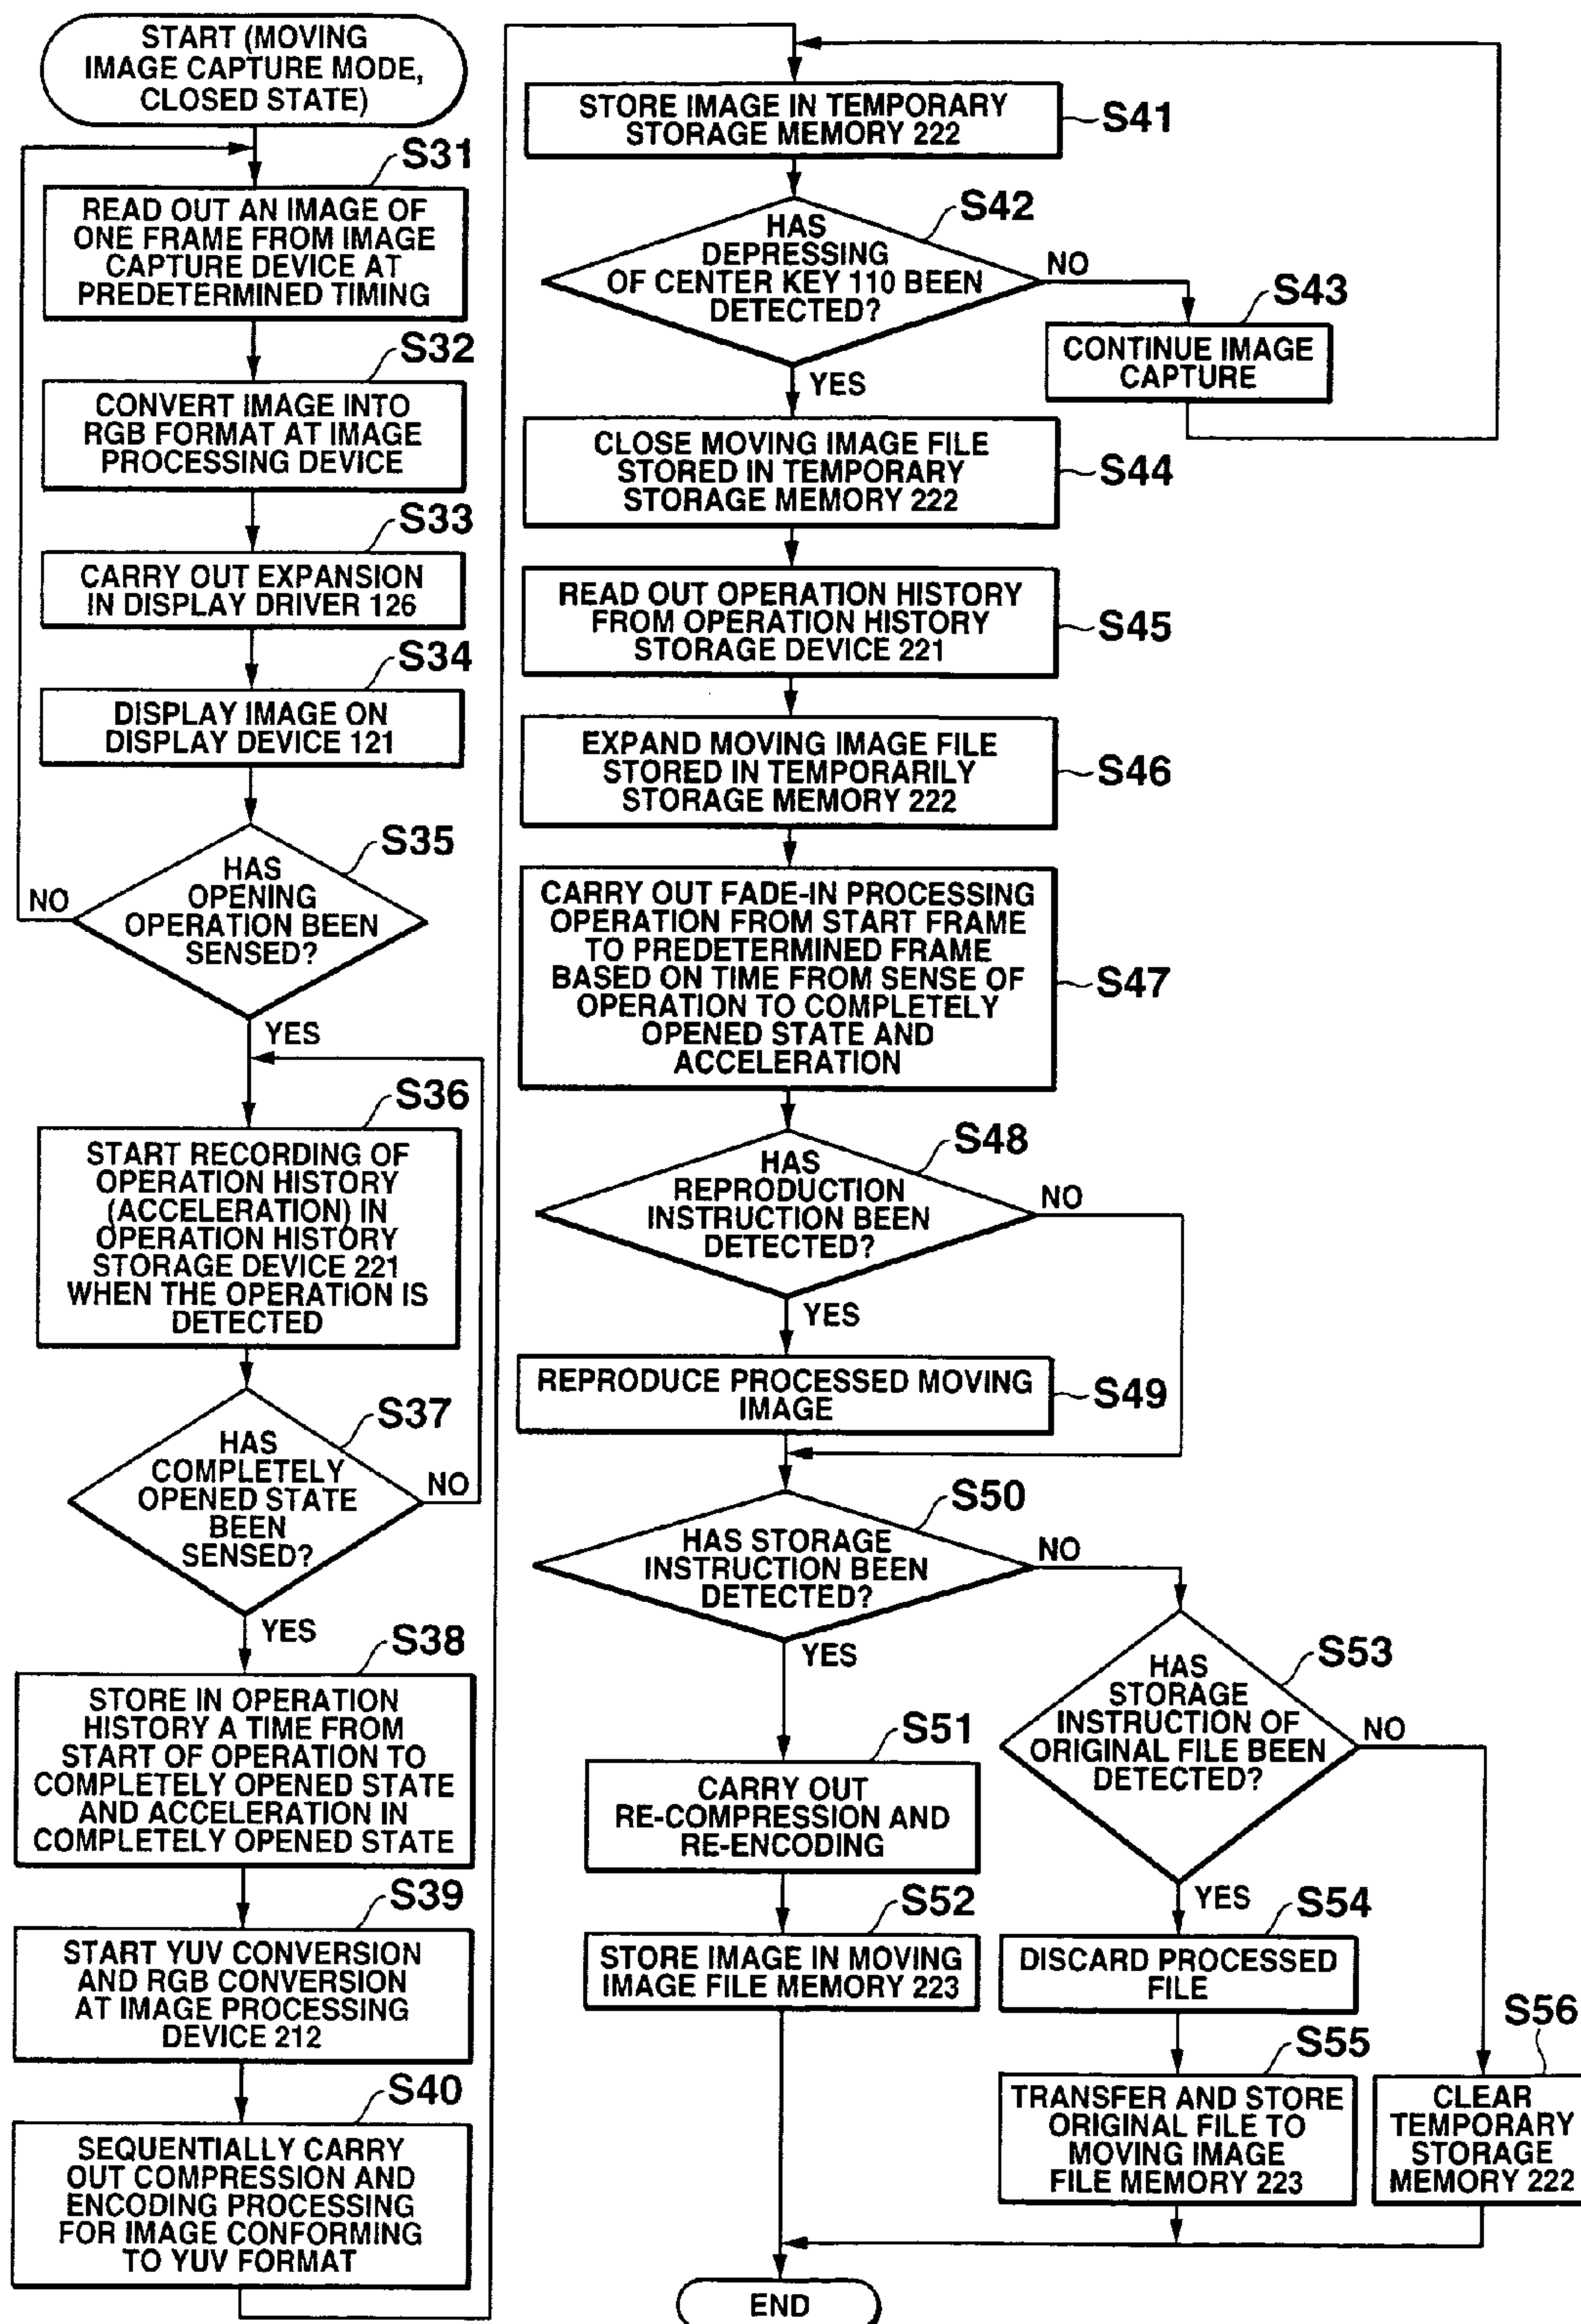 START (MOVING
IMAGE CAPTURE MODE,
CLOSED STATE)
S31
READ OUT AN IMAGE OF
ONE FRAME FROM IMAGE
CAPTURE DEVICE AT
PREDETERMINED TIMING
S32
CONVERT IMAGE INTO
RGB FORMAT AT IMAGE
PROCESSING DEVICE
S33
CARRY OUT EXPANSION
IN DISPLAY DRIVER 126
S34
DISPLAY IMAGE ON
DISPLAY DEVICE 121
S35
HAS
OPENING
OPERATION BEEN
SENSED?
NO
YES
S36
START RECORDING OF
OPERATION HISTORY
(ACCELERATION) IN
OPERATION HISTORY
STORAGE DEVICE 221
WHEN THE OPERATION IS
DETECTED
S37
HAS
COMPLETELY
OPENED STATE
BEEN
SENSED?
NO
YES
S38
STORE IN OPERATION
HISTORY A TIME FROM
START OF OPERATION TO
COMPLETELY OPENED STATE
AND ACCELERATION IN
COMPLETELY OPENED STATE
S39
START YUV CONVERSION
AND RGB CONVERSION
AT IMAGE PROCESSING
DEVICE 212
S40
SEQUENTIALLY CARRY
OUT COMPRESSION AND
ENCODING PROCESSING
FOR IMAGE CONFORMING
TO YUV FORMAT
STORE IMAGE IN TEMPORARY
STORAGE MEMORY 222
S41
S42
HAS
DEPRESSING
OF CENTER KEY 110 BEEN
DETECTED?
NO
YES
S43
CONTINUE IMAGE
CAPTURE
CLOSE MOVING IMAGE FILE
STORED IN TEMPORARY
STORAGE MEMORY 222
S44
READ OUT OPERATION HISTORY
FROM OPERATION HISTORY
STORAGE DEVICE 221
S45
EXPAND MOVING IMAGE FILE
STORED IN TEMPORARILY
STORAGE MEMORY 222
S46
CARRY OUT FADE-IN PROCESSING
OPERATION FROM START FRAME
TO PREDETERMINED FRAME
BASED ON TIME FROM SENSE OF
OPERATION TO COMPLETELY
OPENED STATE AND
ACCELERATION
S47
S48
HAS
REPRODUCTION
INSTRUCTION BEEN
DETECTED?
NO
YES
REPRODUCE PROCESSED MOVING
IMAGE
S49
S50
HAS STORAGE
INSTRUCTION BEEN
DETECTED?
NO
YES
S51
CARRY OUT
RE-COMPRESSION AND
RE-ENCODING
S52
STORE IMAGE IN MOVING
IMAGE FILE MEMORY 223
S53
HAS
STORAGE
INSTRUCTION OF
ORIGINAL FILE BEEN
DETECTED?
NO
YES
S54
DISCARD PROCESSED
FILE
S55
TRANSFER AND STORE
ORIGINAL FILE TO
MOVING IMAGE
FILE MEMORY 223
S56
CLEAR
TEMPORARY
STORAGE
MEMORY 222
END